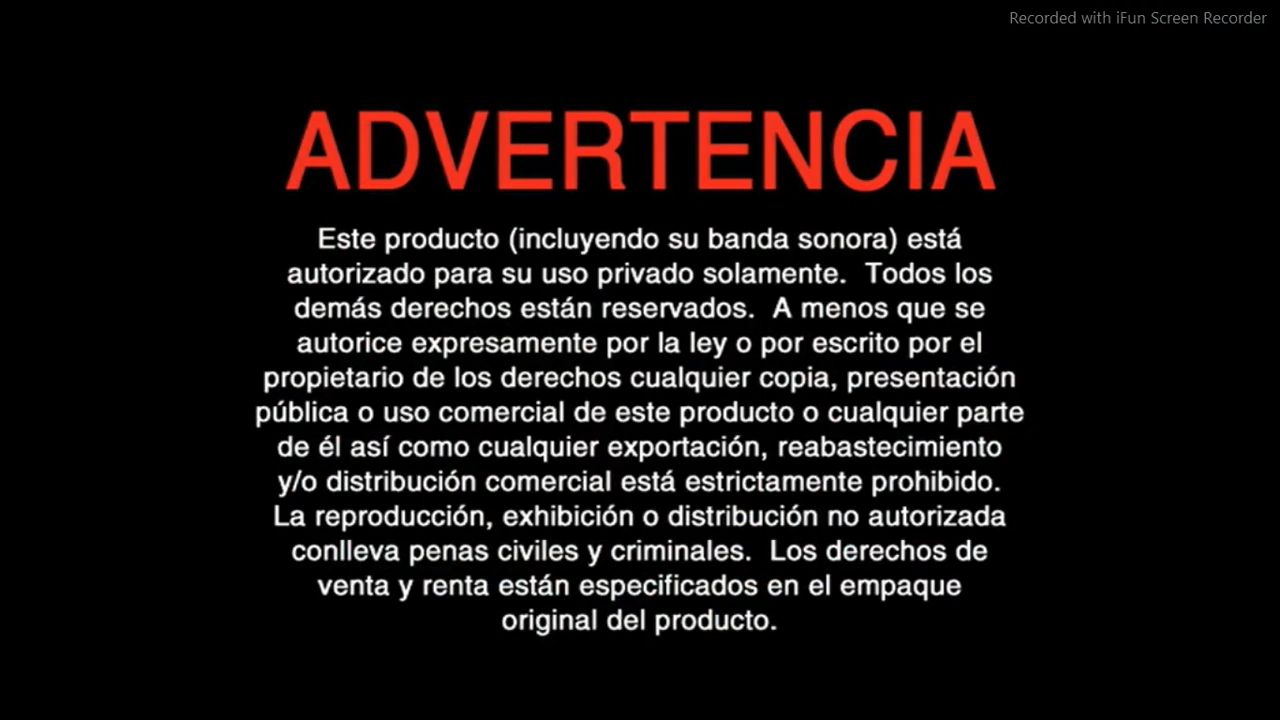 Recorded with iFun Screen Recorder
ADVERTENCIA
Este producto (incluyendo su banda sonora) está
autorizado para su uso privado solamente.  Todos los
demás derechos están reservados.  A menos que se
autorice expresamente por la ley o por escrito por el
propietario de los derechos cualquier copia, presentación
pública o uso comercial de este producto o cualquier parte
de él así como cualquier exportación, reabastecimiento
y/o distribución comercial está estrictamente prohibido.
La reproducción, exhibición o distribución no autorizada
conlleva penas civiles y criminales.  Los derechos de
venta y renta están especificados en el empaque
original del producto.